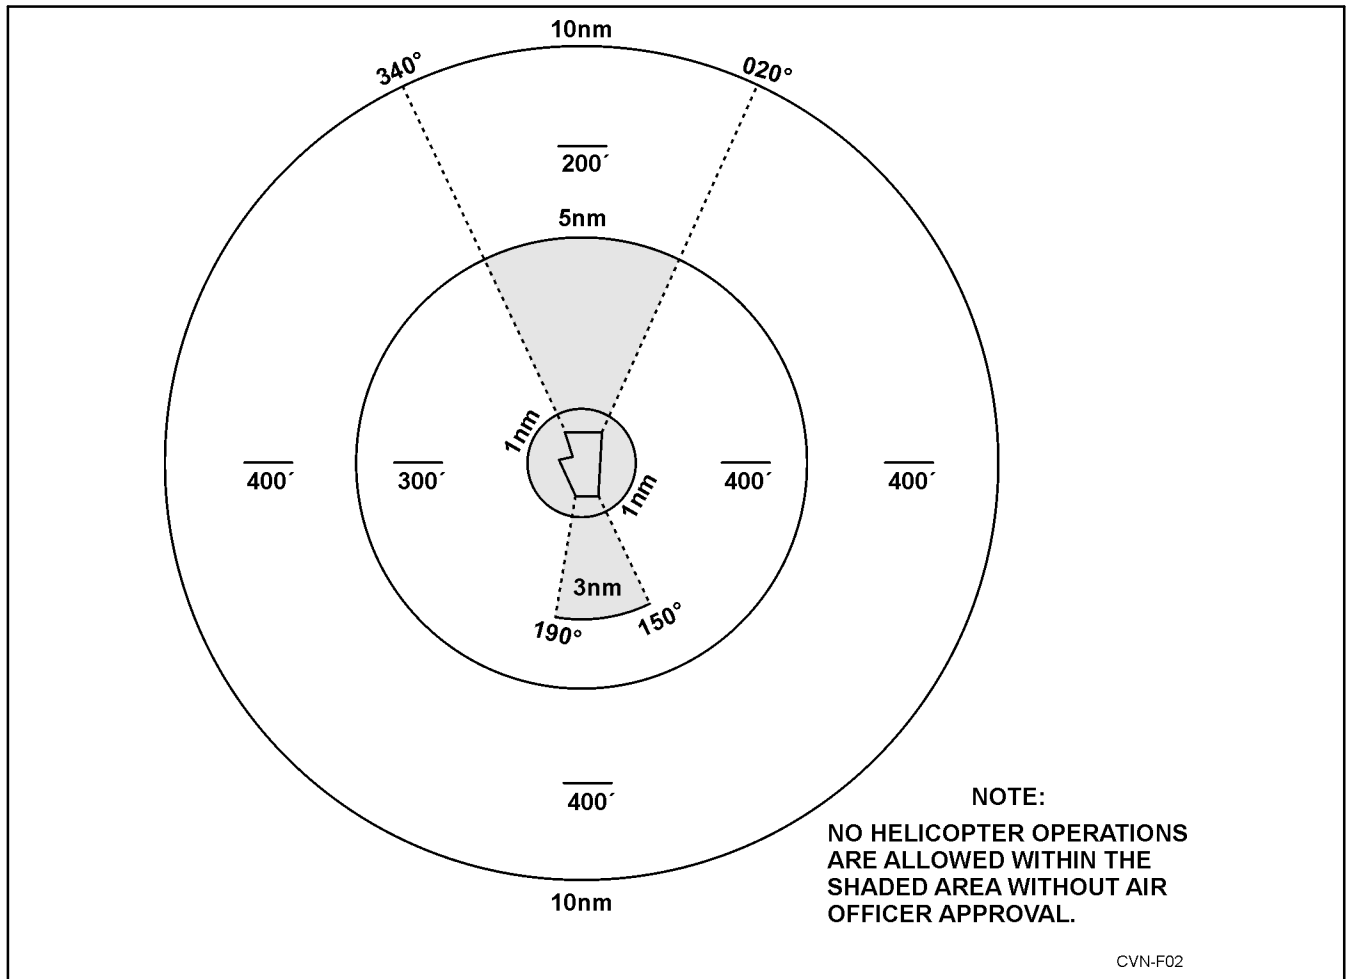 10nm
340°
020°
200´
5nm
1nm
400´
300´
400´
400´
1nm
3nm
190°
150°
400´
NOTE:
NO HELICOPTER OPERATIONS
ARE ALLOWED WITHIN THE
SHADED AREA WITHOUT AIR
OFFICER APPROVAL.
10nm
CVN-F02